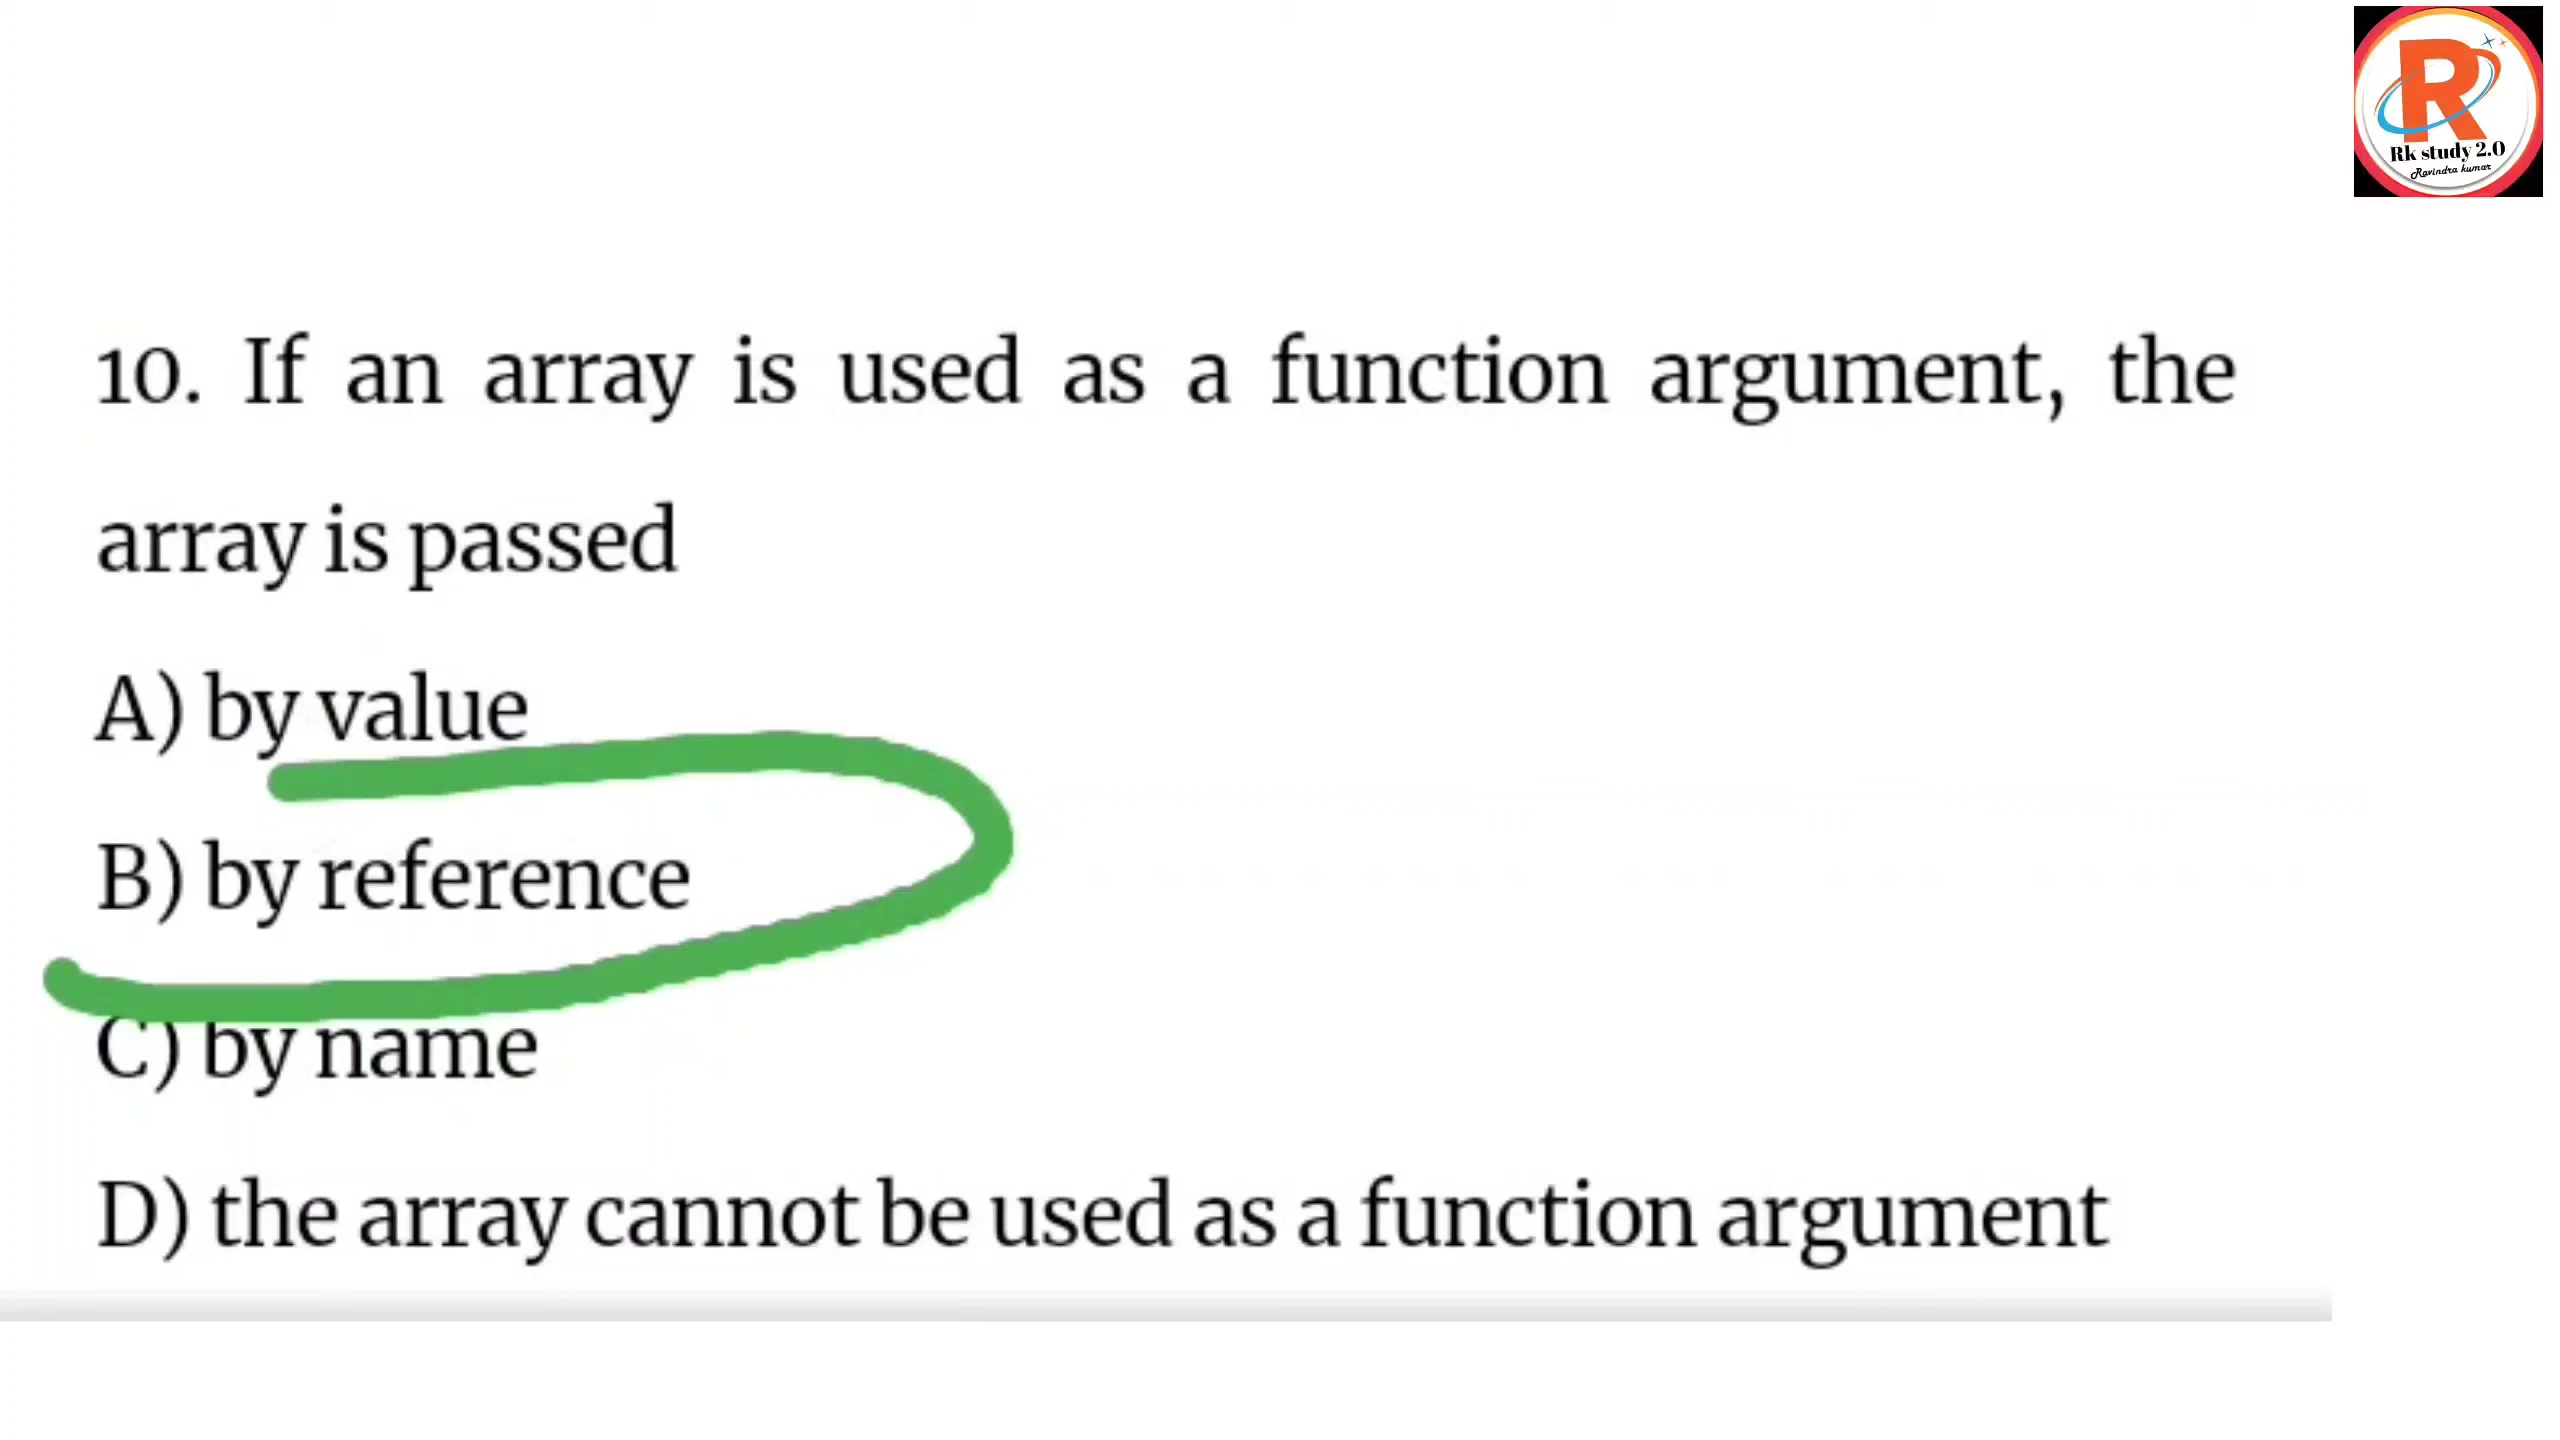 Rk study 2.0
Ravindra kumar
10. If an array is used as a function argument, the
array is passed
A) by value
B) by reference
C) by name
D) the array cannot be used as a function argument